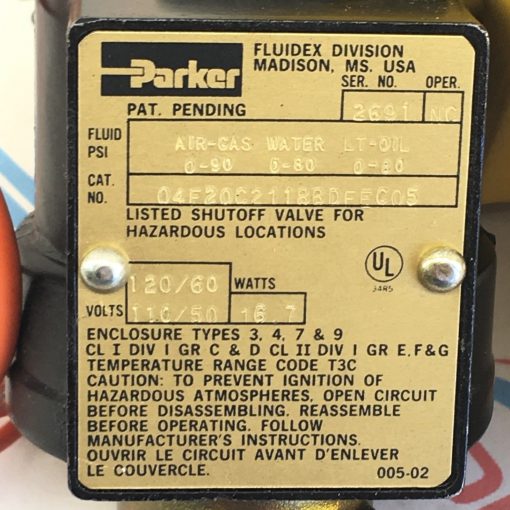 Parker
FLUIDEX DIVISION
MADISON, MS. USA
SER. NO. OPER.
PAT. PENDING 2691 NC
FLUID AIR-GAS WATER LT-OIL
PSI 0-90 0-80 0-80
CAT.
NO.
LISTED SHUTOFF VALVE FOR
HAZARDOUS LOCATIONS
UL
34R5
120/60 WATTS
VOLTS 110/50 16.7
ENCLOSURE TYPES 3, 4, 7 & 9
CL I DIV I GR C & D CL II DIV I GR E, F & G
TEMPERATURE RANGE CODE T3C
CAUTION: TO PREVENT IGNITION OF
HAZARDOUS ATMOSPHERES, OPEN CIRCUIT
BEFORE DISASSEMBLING. REASSEMBLE
BEFORE OPERATING. FOLLOW
MANUFACTURER'S INSTRUCTIONS.
OUVRIR LE CIRCUIT AVANT D'ENLEVER
LE COUVERCLE. 005-02